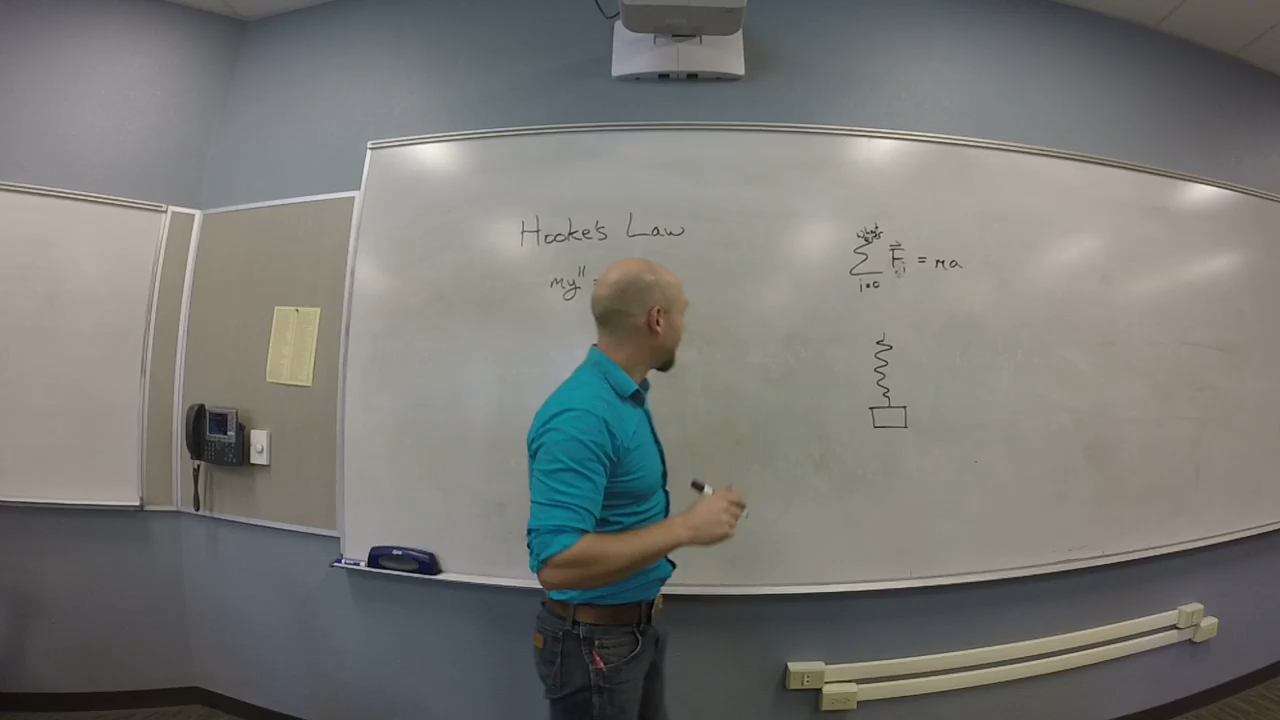 Hooke's Law
my'' =
∑ F⃗ᵢ = ma
i=0